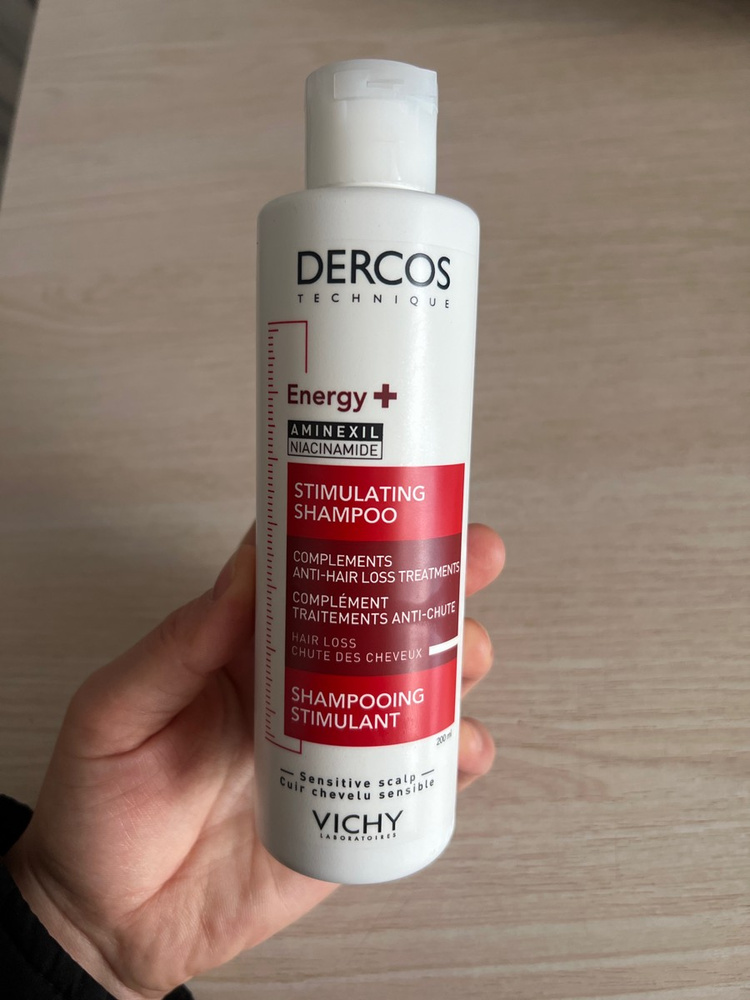 DERCOS
TECHNIQUE
Energy+
AMINEXIL
NIACINAMIDE
STIMULATING
SHAMPOO
COMPLEMENTS
ANTI-HAIR LOSS TREATMENTS
COMPLÉMENT
TRAITEMENTS ANTI-CHUTE
HAIR LOSS
CHUTE DES CHEVEUX
SHAMPOOING
STIMULANT
200 ml
Sensitive scalp
Cuir chevelu sensible
VICHY
LABORATOIRES